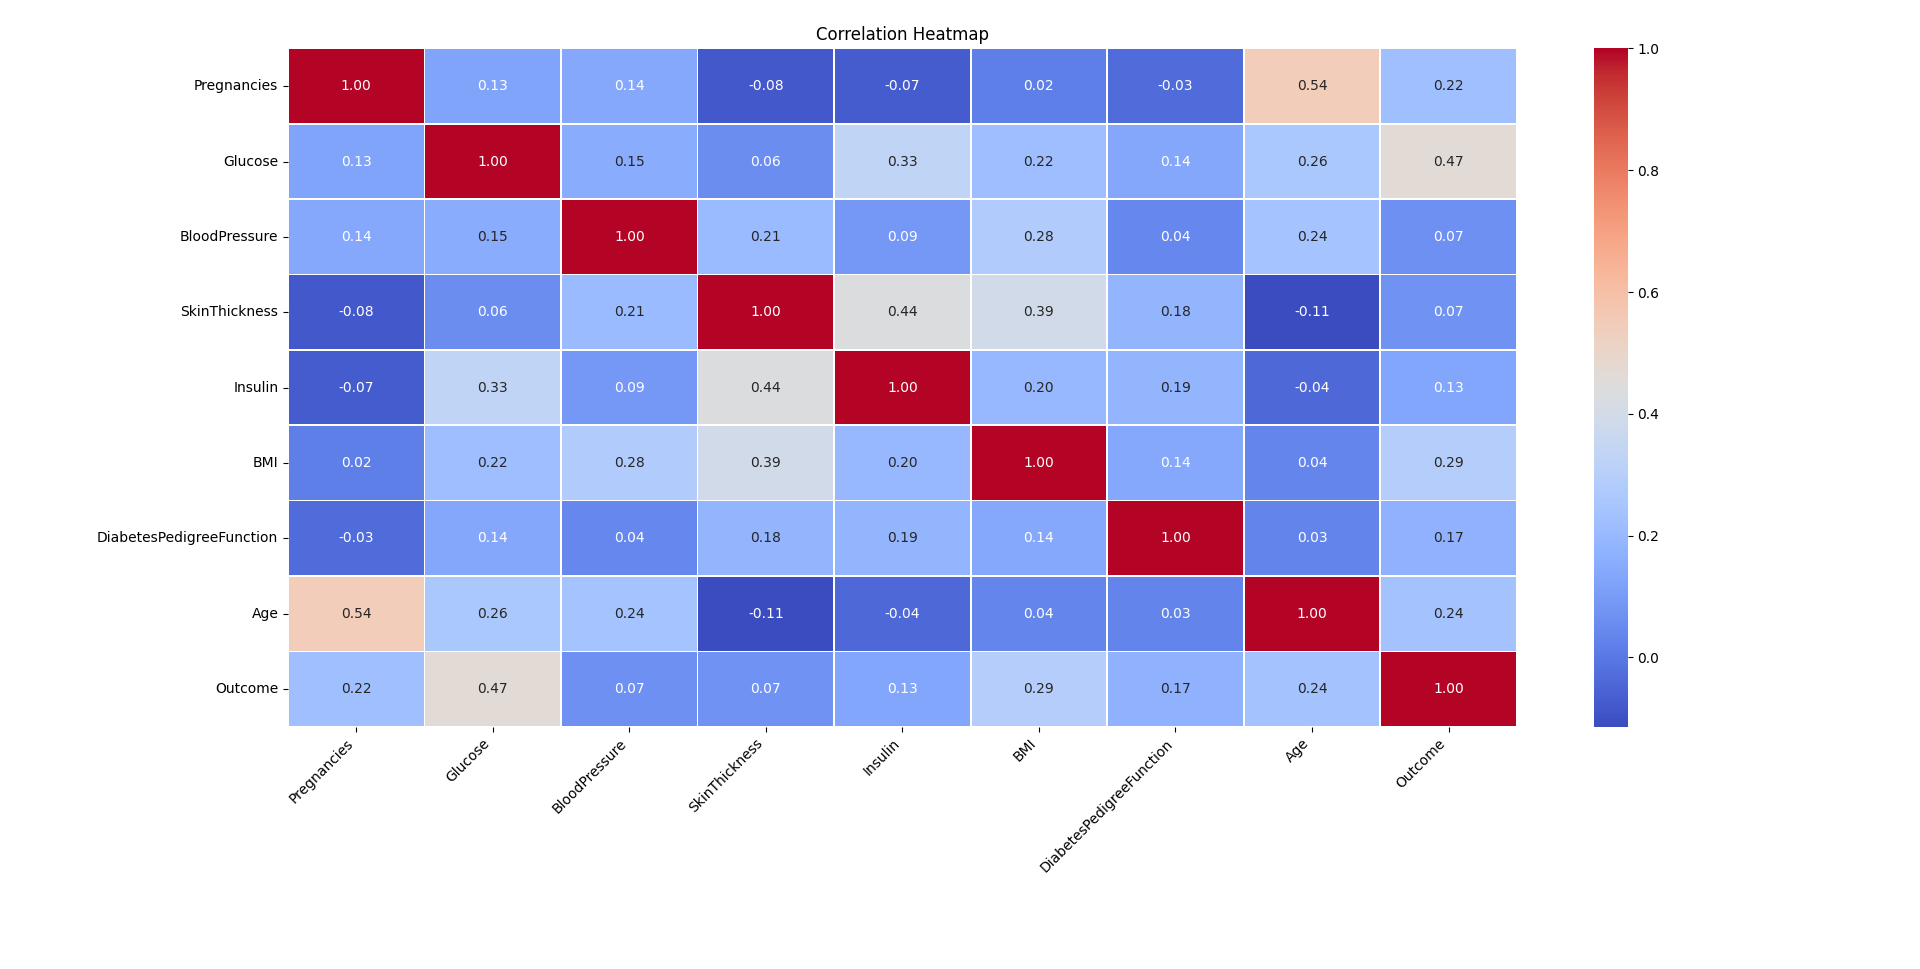 Correlation Heatmap
Pregnancies 1.00 0.13 0.14 -0.08 -0.07 0.02 -0.03 0.54 0.22
Glucose 0.13 1.00 0.15 0.06 0.33 0.22 0.14 0.26 0.47
BloodPressure 0.14 0.15 1.00 0.21 0.09 0.28 0.04 0.24 0.07
SkinThickness -0.08 0.06 0.21 1.00 0.44 0.39 0.18 -0.11 0.07
Insulin -0.07 0.33 0.09 0.44 1.00 0.20 0.19 -0.04 0.13
BMI 0.02 0.22 0.28 0.39 0.20 1.00 0.14 0.04 0.29
DiabetesPedigreeFunction -0.03 0.14 0.04 0.18 0.19 0.14 1.00 0.03 0.17
Age 0.54 0.26 0.24 -0.11 -0.04 0.04 0.03 1.00 0.24
Outcome 0.22 0.47 0.07 0.07 0.13 0.29 0.17 0.24 1.00
Pregnancies
Glucose
BloodPressure
SkinThickness
Insulin
BMI
DiabetesPedigreeFunction
Age
Outcome
1.0
0.8
0.6
0.4
0.2
0.0